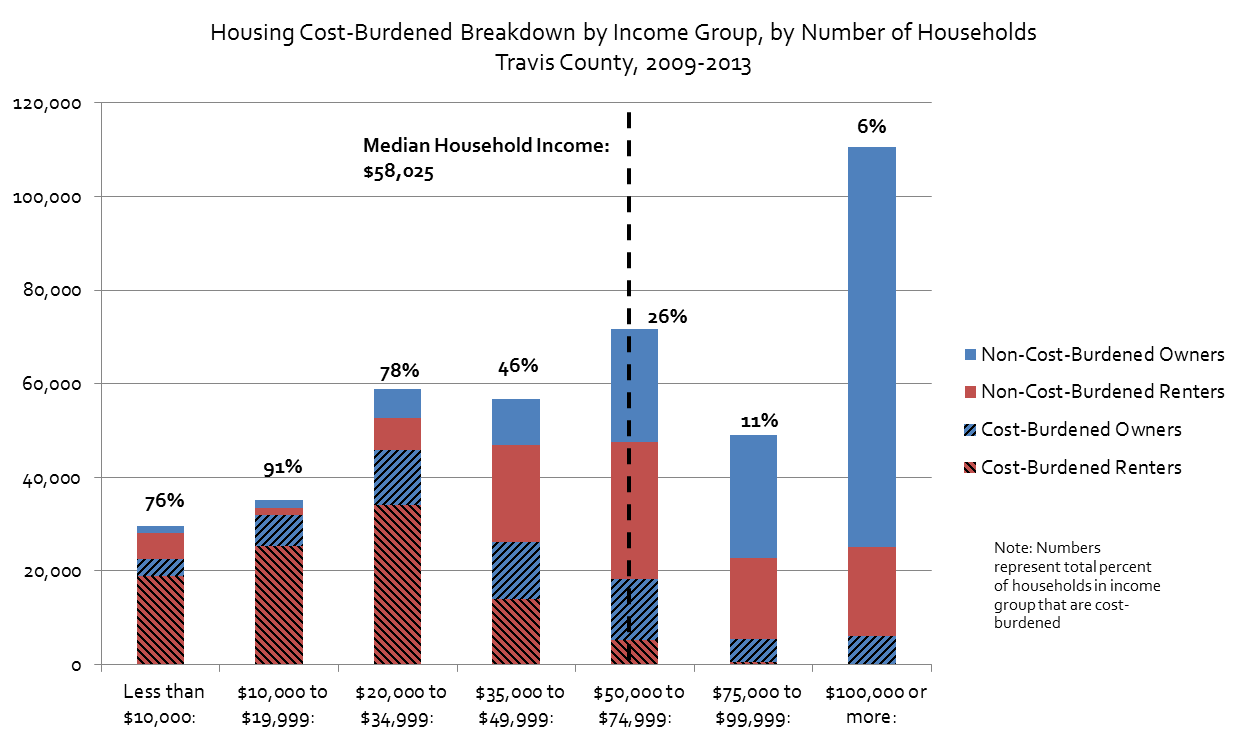 Housing Cost-Burdened Breakdown by Income Group, by Number of Households
Travis County, 2009-2013
120,000
100,000
80,000
60,000
40,000
20,000
0
Median Household Income:
$58,025
76%
91%
78%
46%
26%
11%
6%
Less than
$10,000:
$10,000 to
$19,999:
$20,000 to
$34,999:
$35,000 to
$49,999:
$50,000 to
$74,999:
$75,000 to
$99,999:
$100,000 or
more:
Non-Cost-Burdened Owners
Non-Cost-Burdened Renters
Cost-Burdened Owners
Cost-Burdened Renters
Note: Numbers
represent total percent
of households in income
group that are cost-
burdened